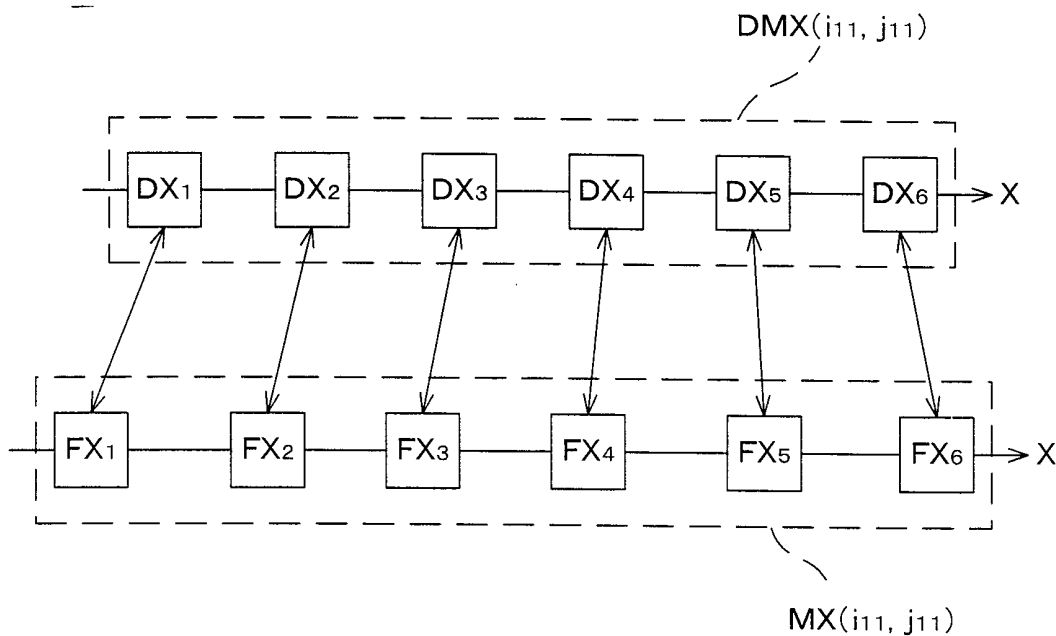 DMX(i11, j11)
DX1 DX2 DX3 DX4 DX5 DX6 X
FX1 FX2 FX3 FX4 FX5 FX6 X
MX(i11, j11)